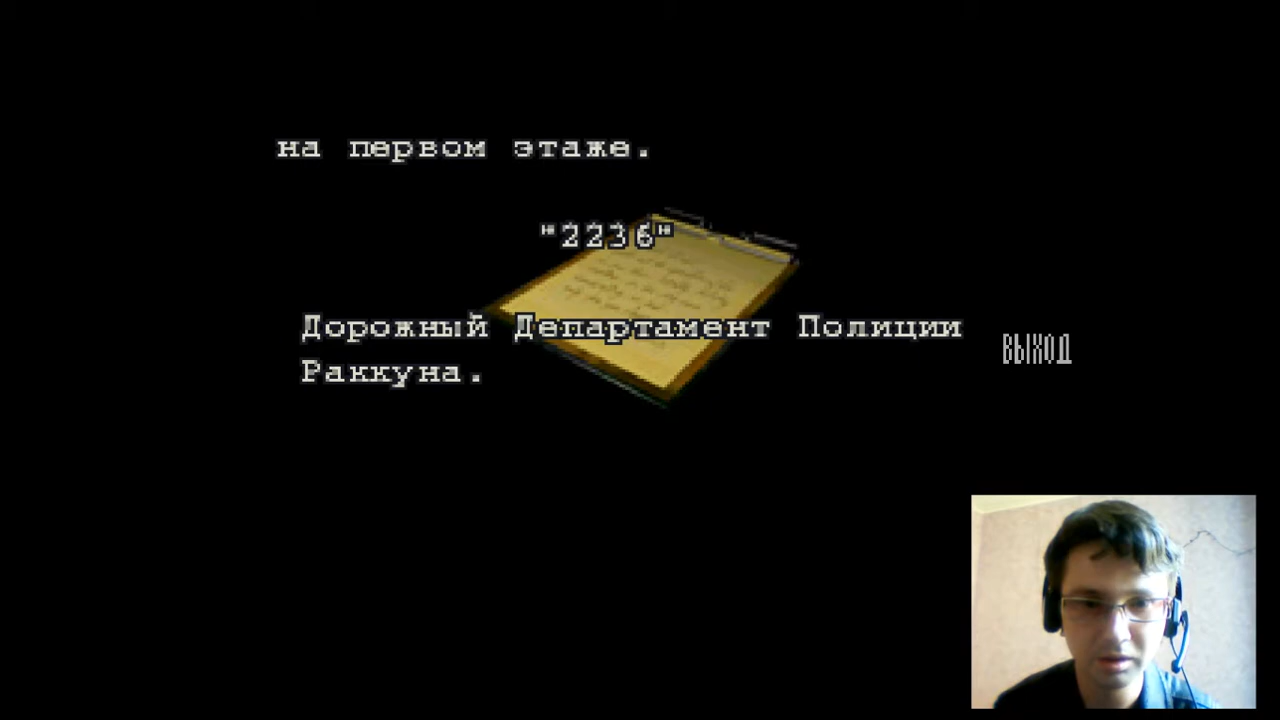 на первом этаже.
"2236"
Дорожный Департамент Полиции
Раккуна.
ВЫХОД